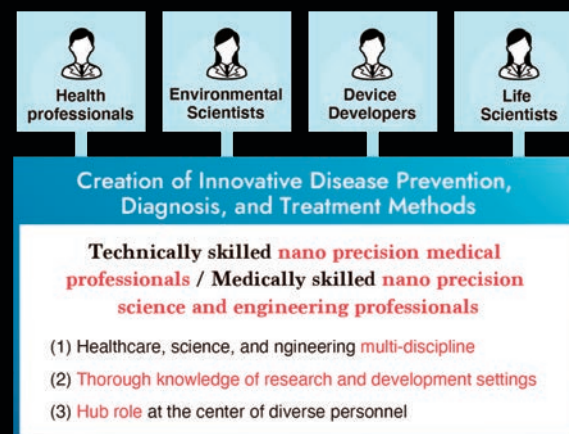 Health
professionals
Environmental
Scientists
Device
Developers
Life
Scientists
Creation of Innovative Disease Prevention,
Diagnosis, and Treatment Methods
Technically skilled nano precision medical
professionals / Medically skilled nano precision
science and engineering professionals
(1) Healthcare, science, and ngineering multi-discipline
(2) Thorough knowledge of research and development settings
(3) Hub role at the center of diverse personnel